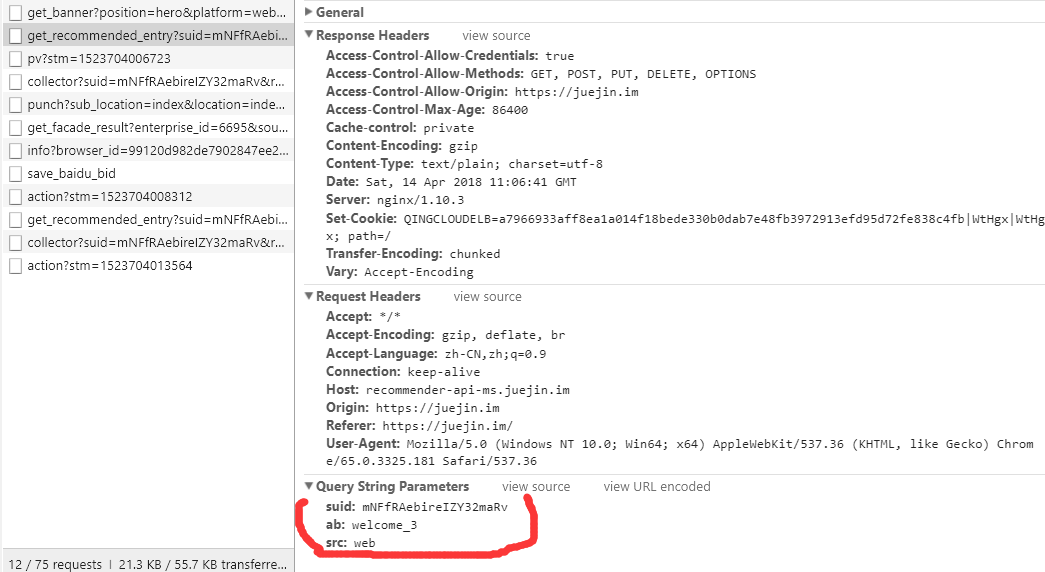 get_banner?position=hero&platform=web...
get_recommended_entry?suid=mNFfRAebi...
pv?stm=1523704006723
collector?suid=mNFfRAebireIZY32maRv&r...
punch?sub_location=index&location=inde...
get_facade_result?enterprise_id=6695&sou...
info?browser_id=99120d982de7902847ee2...
save_baidu_bid
action?stm=1523704008312
get_recommended_entry?suid=mNFfRAebi...
collector?suid=mNFfRAebireIZY32maRv&r...
action?stm=1523704013564
12 / 75 requests | 21.3 KB / 55.7 KB transferre...
General
Response Headers view source
Access-Control-Allow-Credentials: true
Access-Control-Allow-Methods: GET, POST, PUT, DELETE, OPTIONS
Access-Control-Allow-Origin: https://juejin.im
Access-Control-Max-Age: 86400
Cache-control: private
Content-Encoding: gzip
Content-Type: text/plain; charset=utf-8
Date: Sat, 14 Apr 2018 11:06:41 GMT
Server: nginx/1.10.3
Set-Cookie: QINGCLOUDELB=a7966933aff8ea1a014f18bede330b0dab7e48fb3972913efd95d72fe838c4fb|WtHgx|WtHg
x; path=/
Transfer-Encoding: chunked
Vary: Accept-Encoding
Request Headers view source
Accept: */*
Accept-Encoding: gzip, deflate, br
Accept-Language: zh-CN,zh;q=0.9
Connection: keep-alive
Host: recommender-api-ms.juejin.im
Origin: https://juejin.im
Referer: https://juejin.im/
User-Agent: Mozilla/5.0 (Windows NT 10.0; Win64; x64) AppleWebKit/537.36 (KHTML, like Gecko) Chrom
e/65.0.3325.181 Safari/537.36
Query String Parameters view source view URL encoded
suid: mNFfRAebireIZY32maRv
ab: welcome_3
src: web